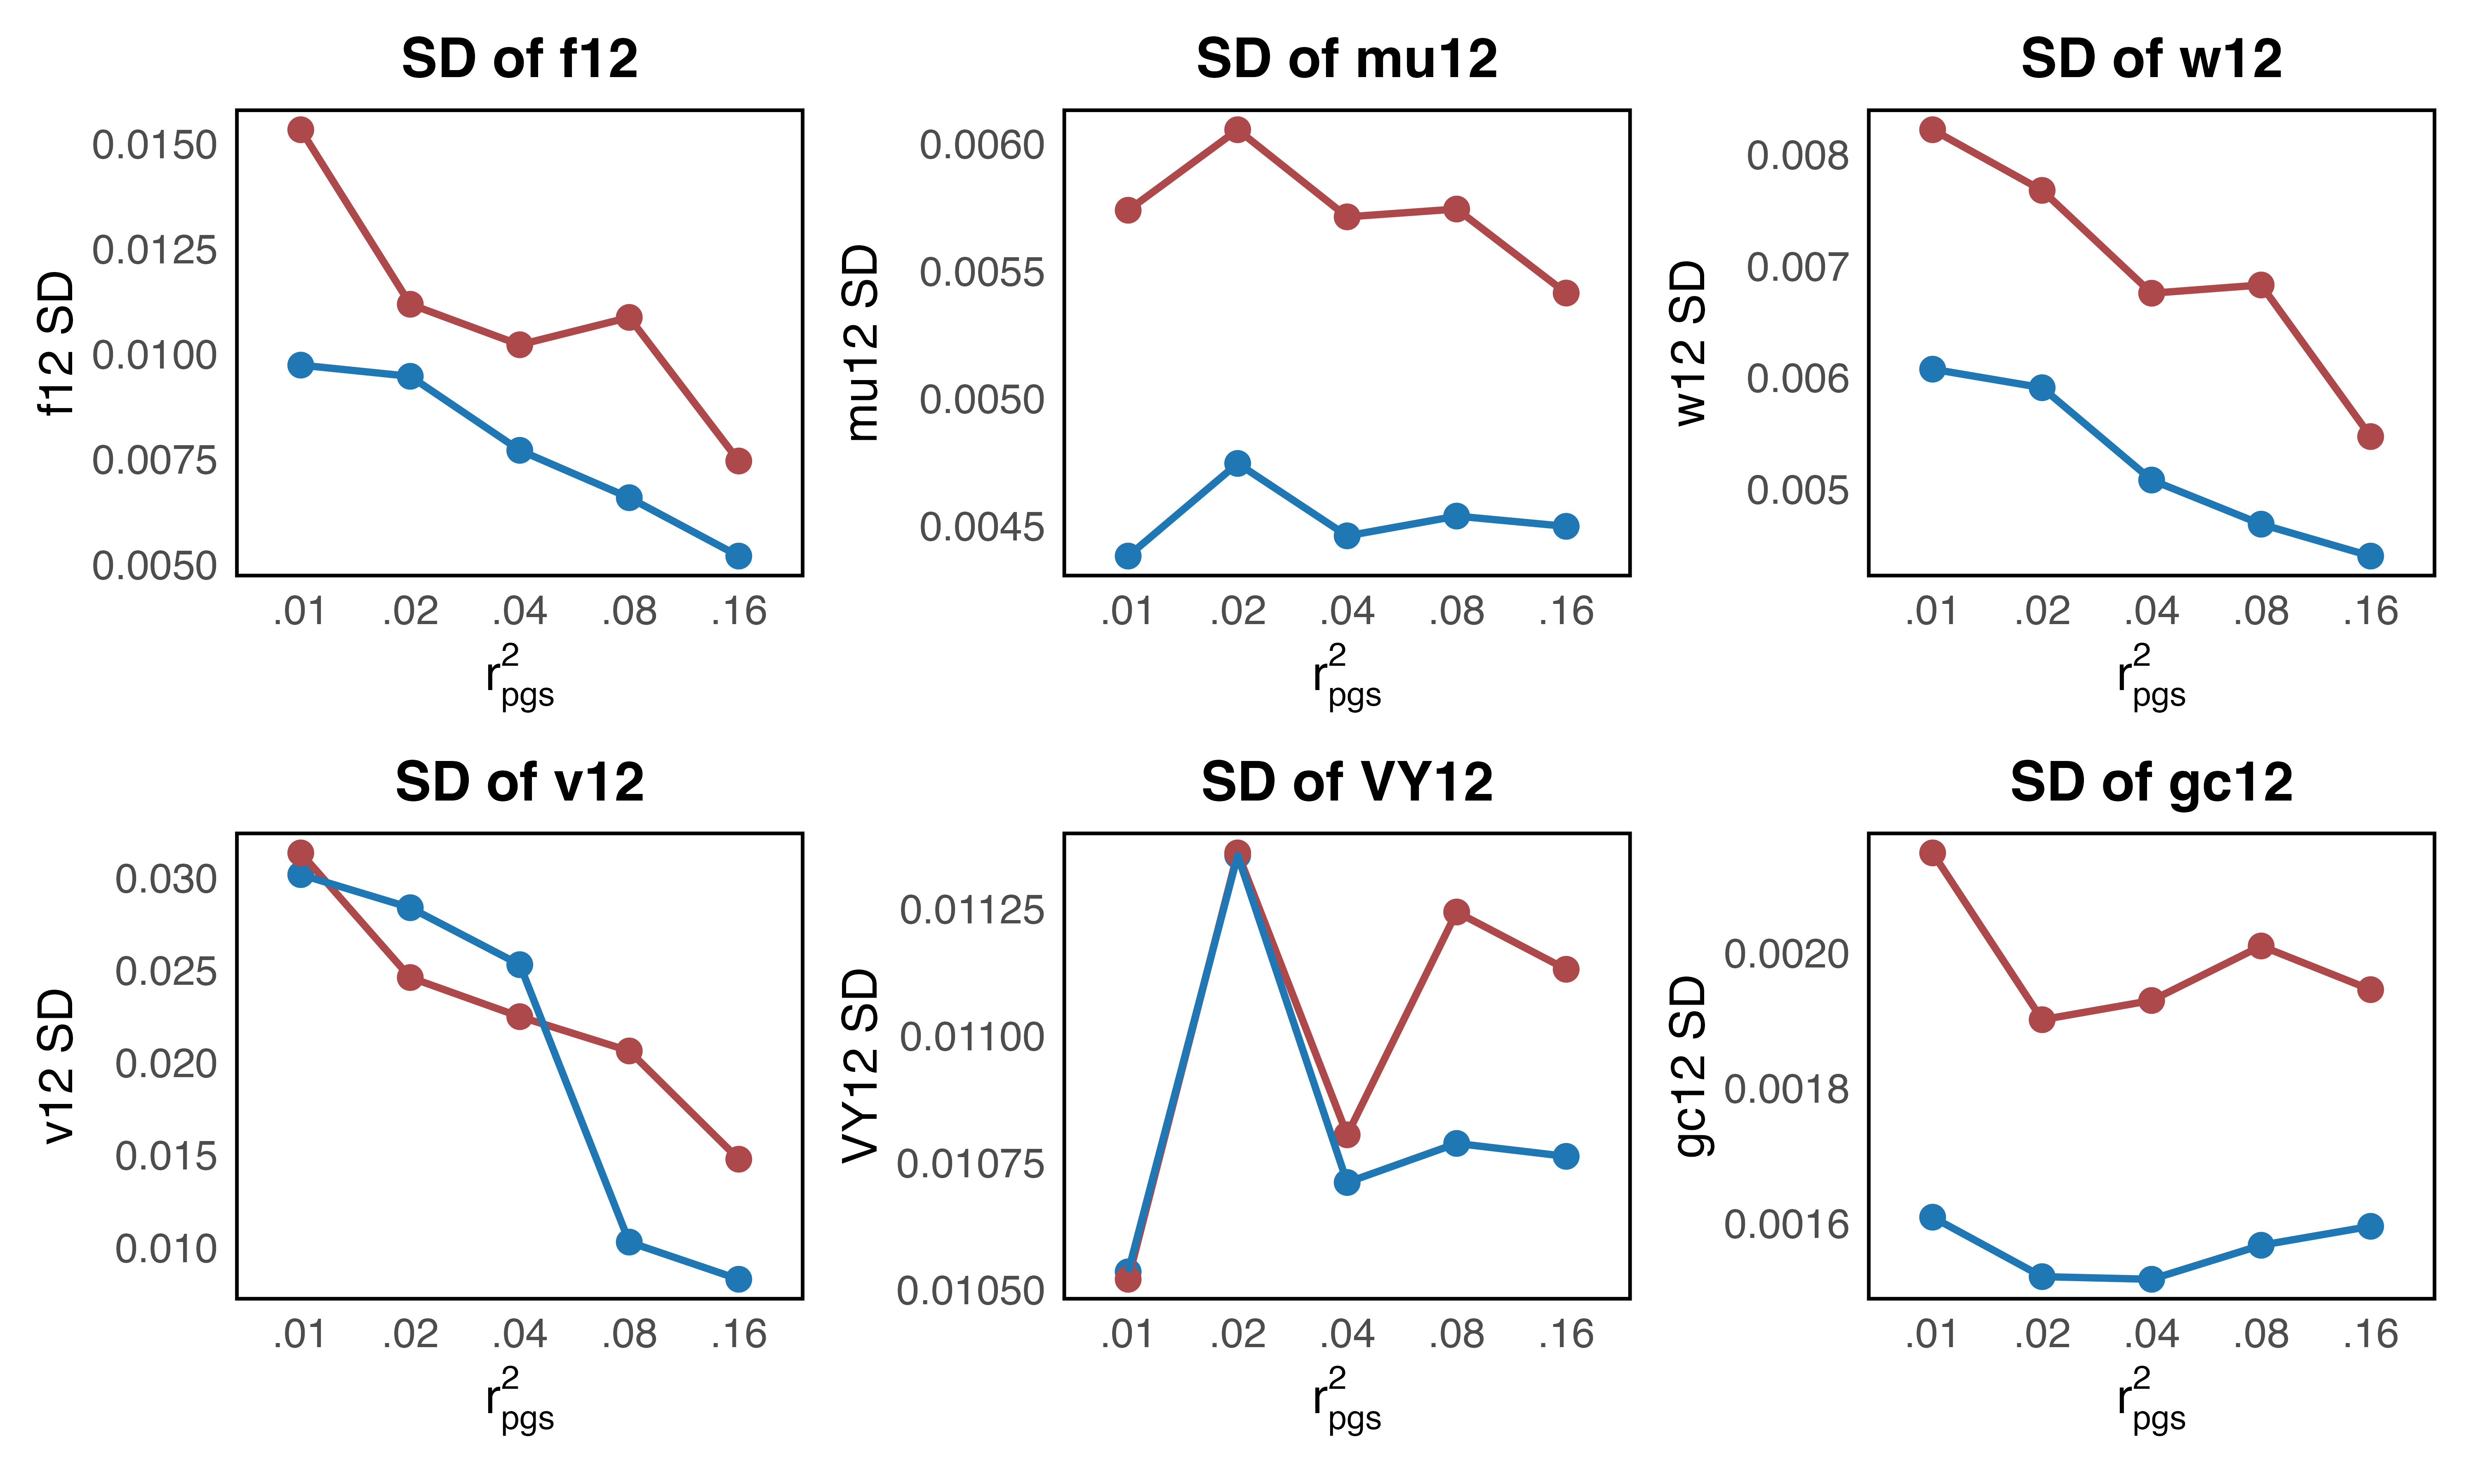 SD of f12
SD of mu12
SD of w12
f12 SD
0.0150
0.0125
0.0100
0.0075
0.0050
.01 .02 .04 .08 .16
r²pgs
mu12 SD
0.0060
0.0055
0.0050
0.0045
.01 .02 .04 .08 .16
r²pgs
w12 SD
0.008
0.007
0.006
0.005
.01 .02 .04 .08 .16
r²pgs
SD of v12
SD of VY12
SD of gc12
v12 SD
0.030
0.025
0.020
0.015
0.010
.01 .02 .04 .08 .16
r²pgs
VY12 SD
0.01125
0.01100
0.01075
0.01050
.01 .02 .04 .08 .16
r²pgs
gc12 SD
0.0020
0.0018
0.0016
.01 .02 .04 .08 .16
r²pgs